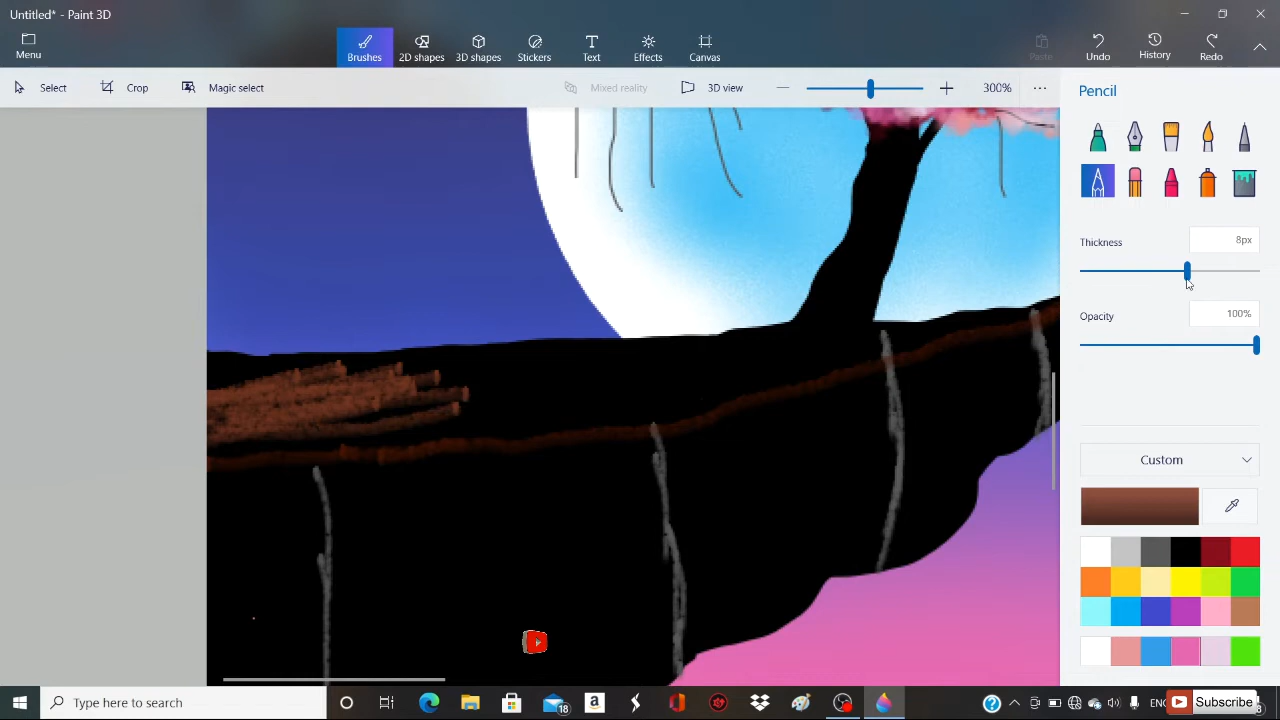 Untitled* - Paint 3D
Menu
Brushes
2D shapes
3D shapes
Stickers
Text
Effects
Canvas
Paste
Undo
History
Redo
Select
Crop
Magic select
Mixed reality
3D view
300%
Pencil
Thickness
8px
Opacity
100%
Custom
Type here to search
18
a
ENG
Subscribe